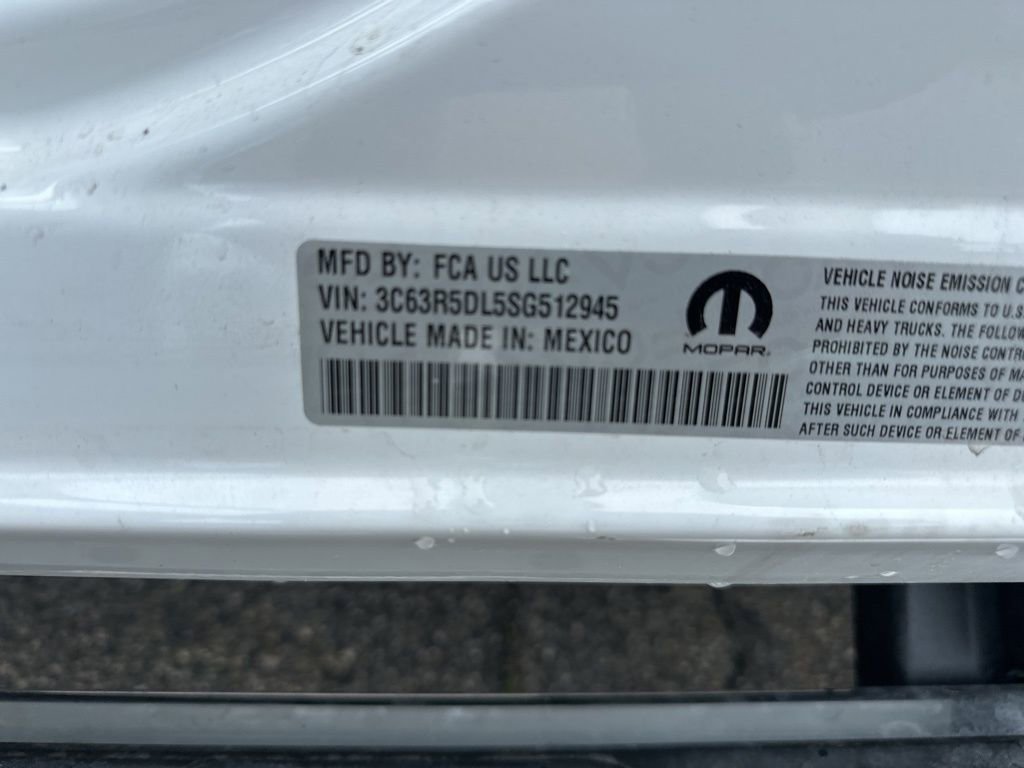 MFD BY: FCA US LLC
VIN: 3C63R5DL5SG512945
VEHICLE MADE IN: MEXICO
MOPAR®
VEHICLE NOISE EMISSION
THIS VEHICLE CONFORMS TO U.S
AND HEAVY TRUCKS. THE
PROHIBITED BY THE NOISE
OTHER THAN FOR PURPOSES OF
CONTROL DEVICE OR ELEMENT OF
THIS VEHICLE IN COMPLIANCE WITH
AFTER SUCH DEVICE OR ELEMENT OF